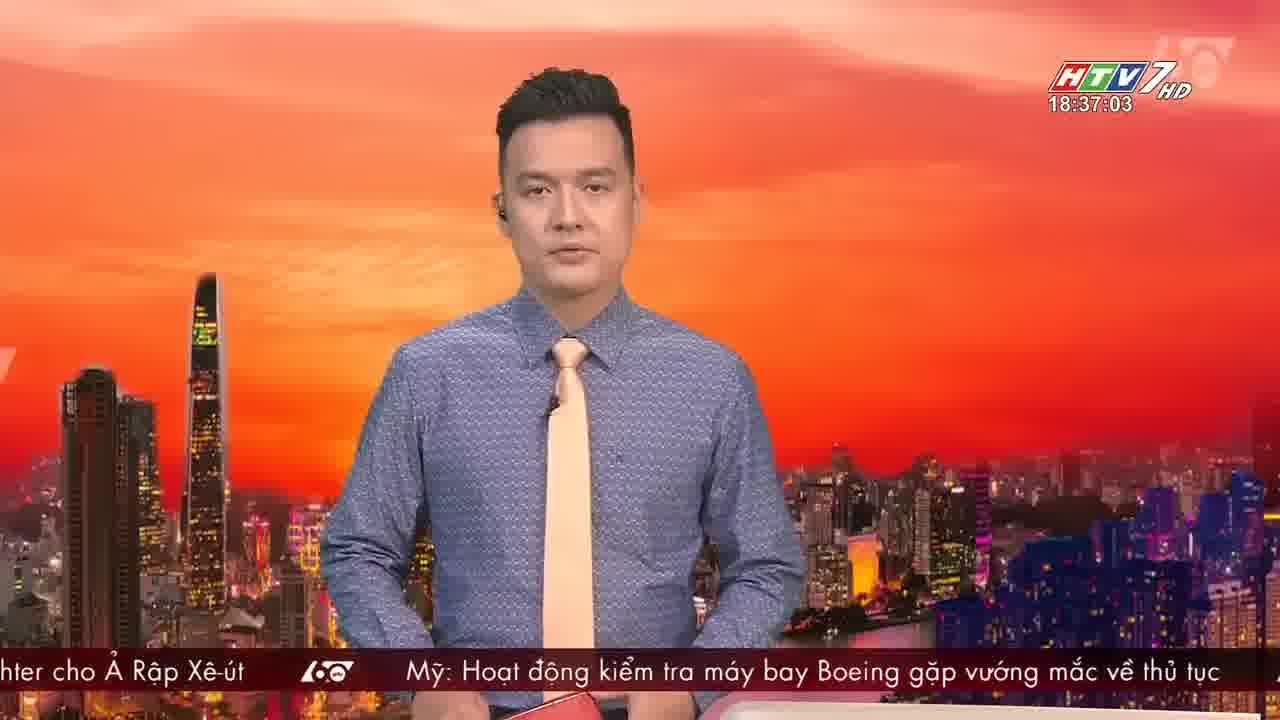 HTV7 HD
18:37:03
hter cho Ả Rập Xê-út 60 Mỹ: Hoạt động kiểm tra máy bay Boeing gặp vướng mắc về thủ tục